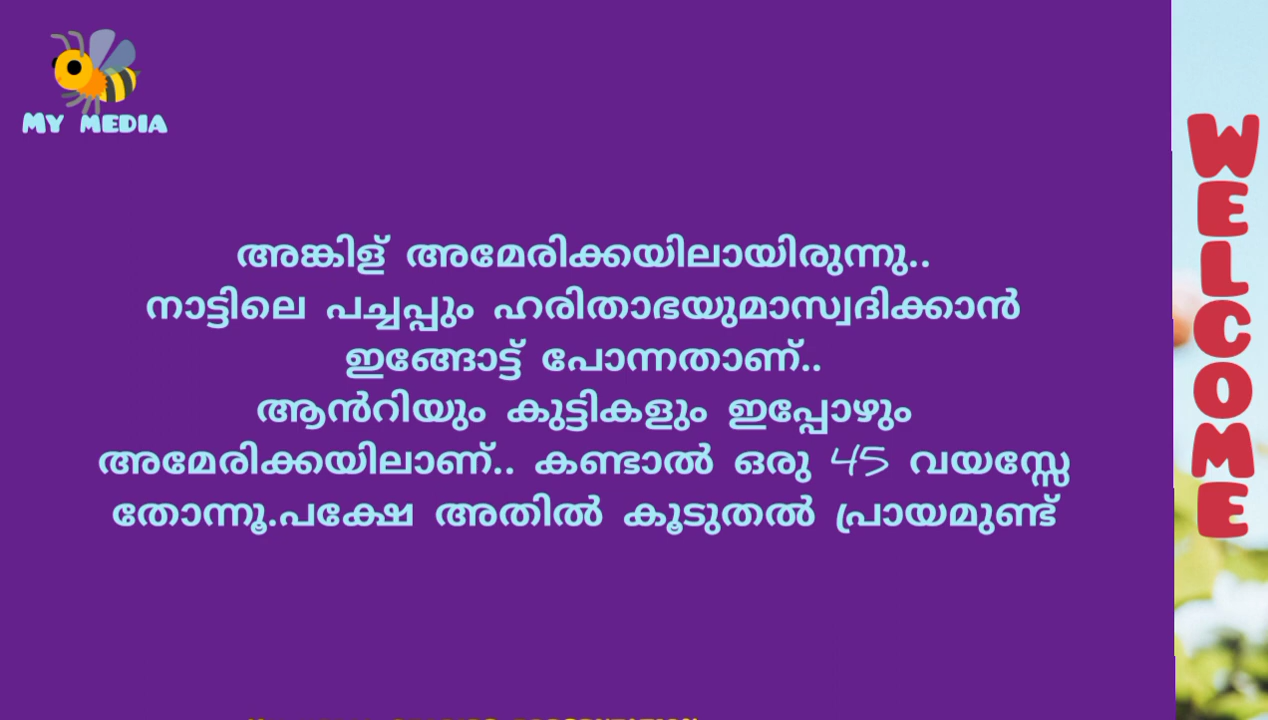 MY MEDIA
അങ്കിള് അമേരിക്കയിലായിരുന്നു..
നാട്ടിലെ പച്ചപ്പും ഹരിതാഭയുമാസ്വദിക്കാൻ
ഇങ്ങോട്ട് പോന്നതാണ്..
ആൻറിയും കുട്ടികളും ഇപ്പോഴും
അമേരിക്കയിലാണ്.. കണ്ടാൽ ഒരു 45 വയസ്സേ
തോന്നൂ.പക്ഷേ അതിൽ കൂടുതൽ പ്രായമുണ്ട്
WELCOME